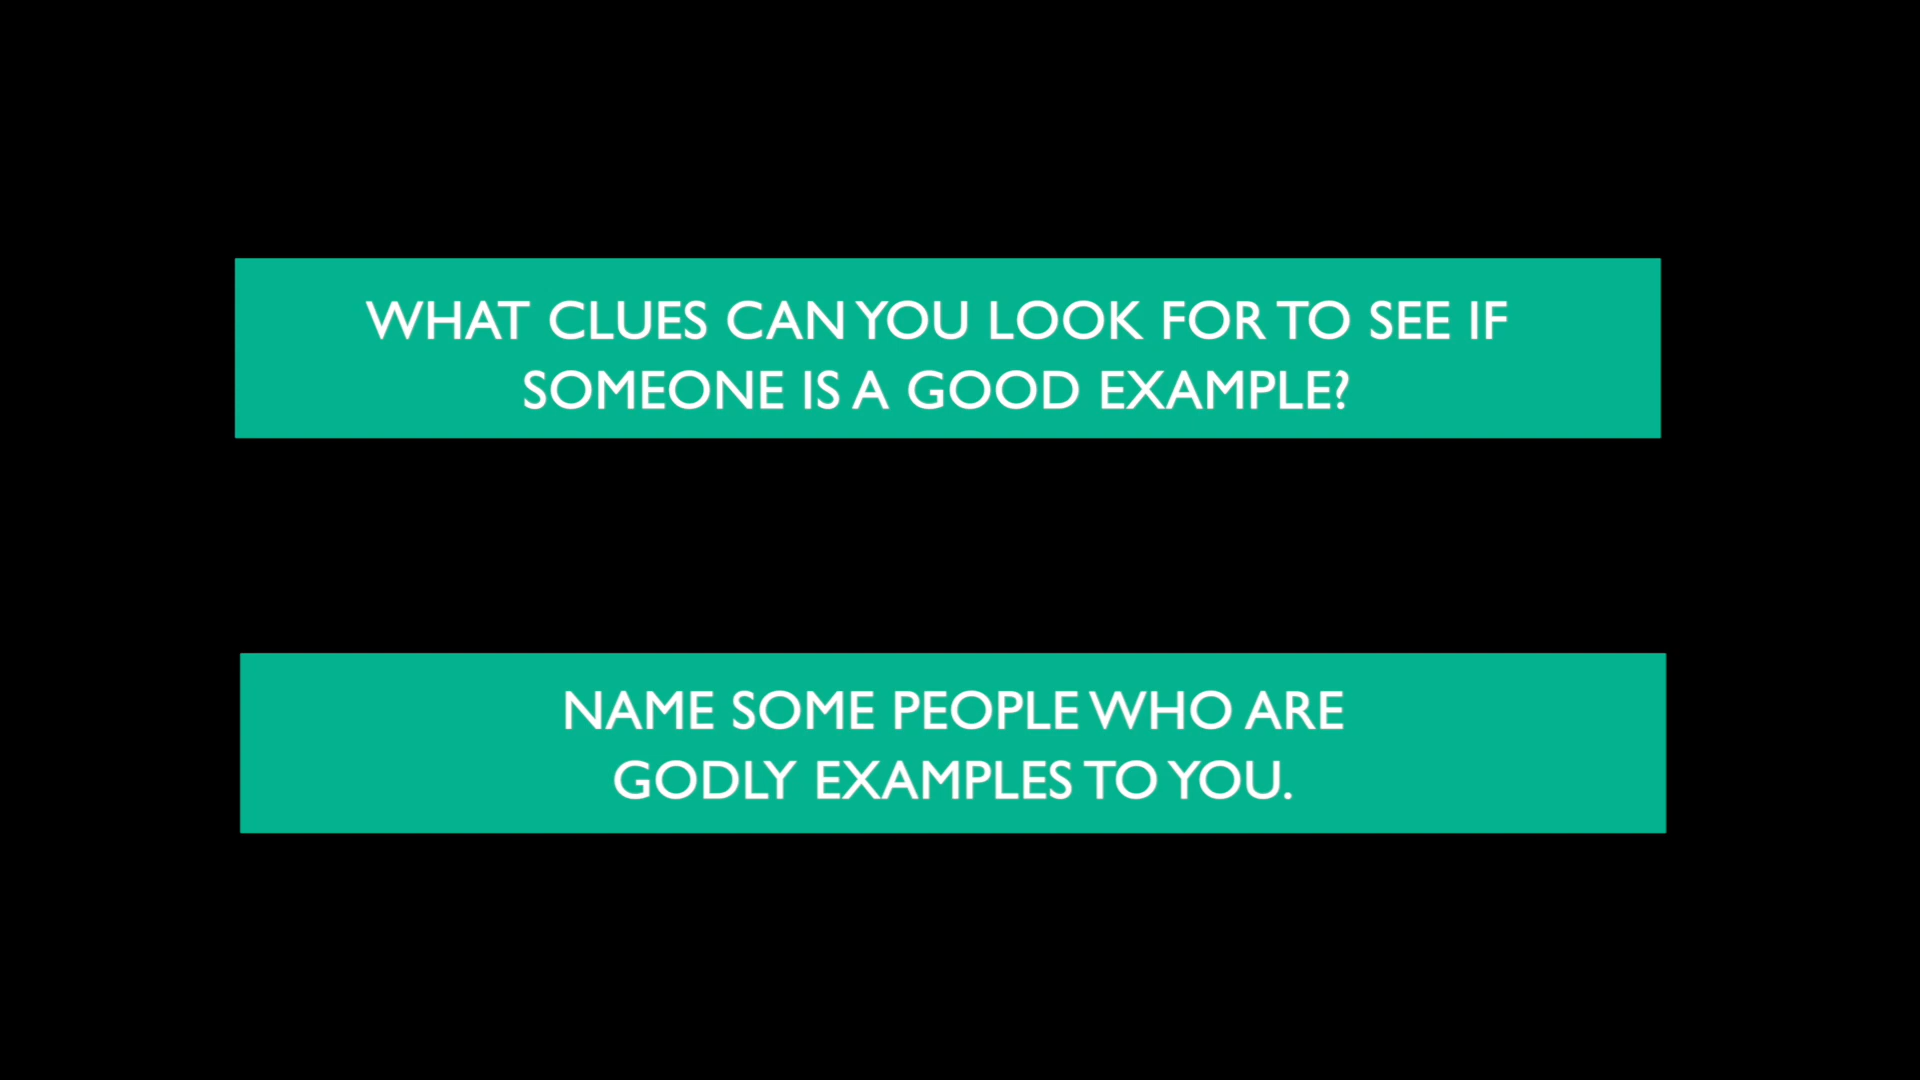 WHAT CLUES CAN YOU LOOK FOR TO SEE IF
SOMEONE IS A GOOD EXAMPLE?
NAME SOME PEOPLE WHO ARE
GODLY EXAMPLES TO YOU.